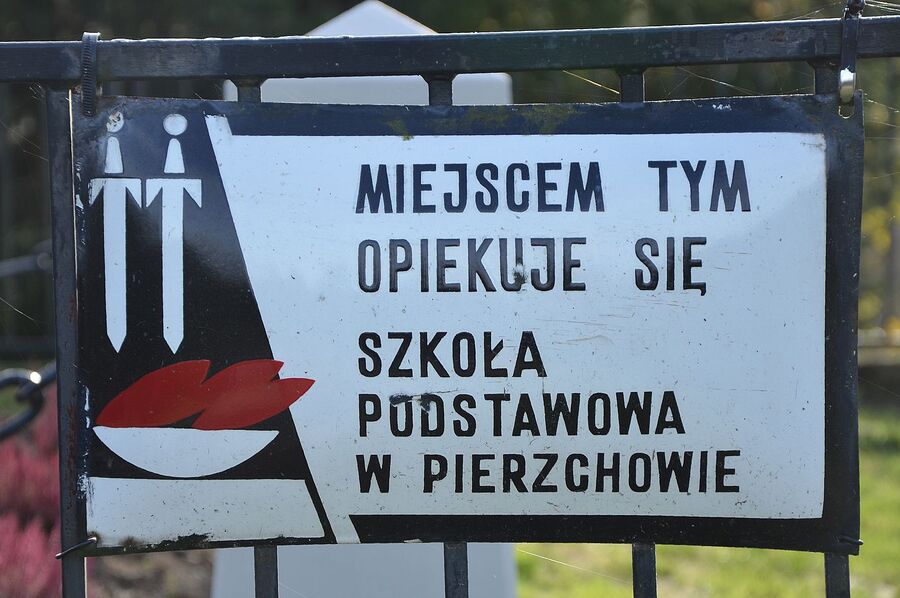 MIEJSCEM TYM
OPIEKUJE SIĘ
SZKOŁA
PODSTAWOWA
W PIERZCHOWIE